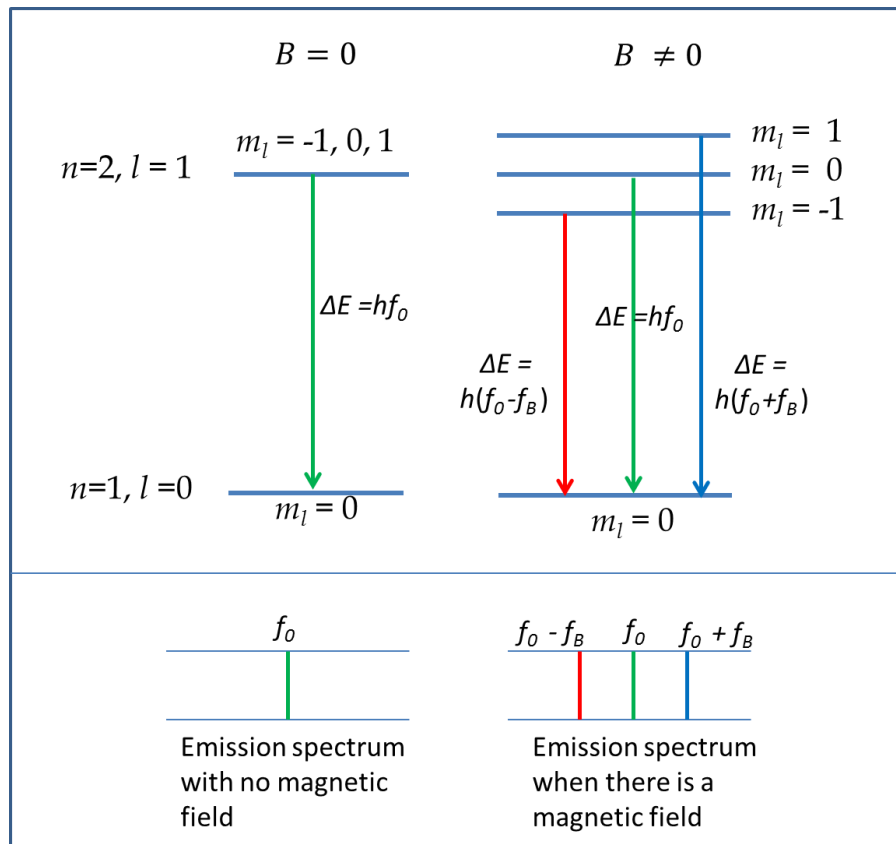 B = 0
B ≠ 0
m_l = -1, 0, 1
n=2, l = 1
m_l = 1
m_l = 0
m_l = -1
ΔE =hf_0
ΔE =hf_0
ΔE =
h(f_0-f_B)
ΔE =
h(f_0+f_B)
n=1, l =0
m_l = 0
m_l = 0
f_0
f_0 - f_B
f_0
f_0 + f_B
Emission spectrum
with no magnetic
field
Emission spectrum
when there is a
magnetic field